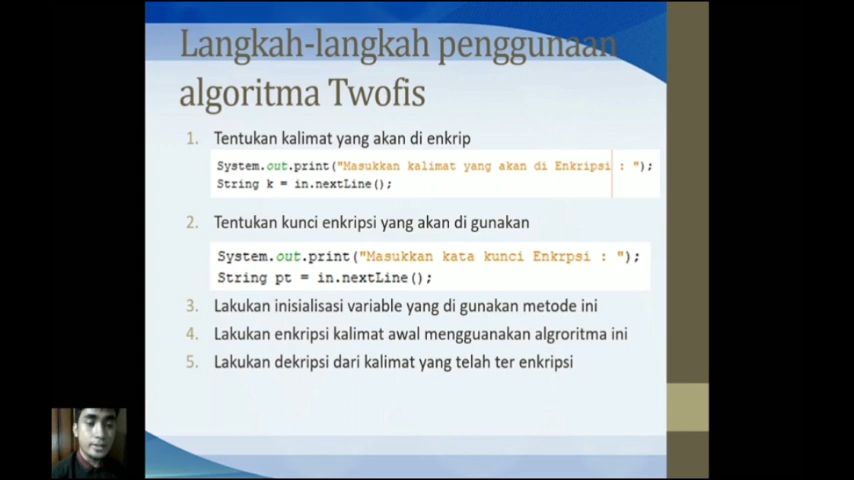 Langkah-langkah penggunaan
algoritma Twofis
1. Tentukan kalimat yang akan di enkrip
System.out.print("Masukkan kalimat yang akan di Enkripsi : ");
String k = in.nextLine();
2. Tentukan kunci enkripsi yang akan di gunakan
System.out.print("Masukkan kata kunci Enkrpsi : ");
String pt = in.nextLine();
3. Lakukan inisialisasi variable yang di gunakan metode ini
4. Lakukan enkripsi kalimat awal mengguanakan algroritma ini
5. Lakukan dekripsi dari kalimat yang telah ter enkripsi